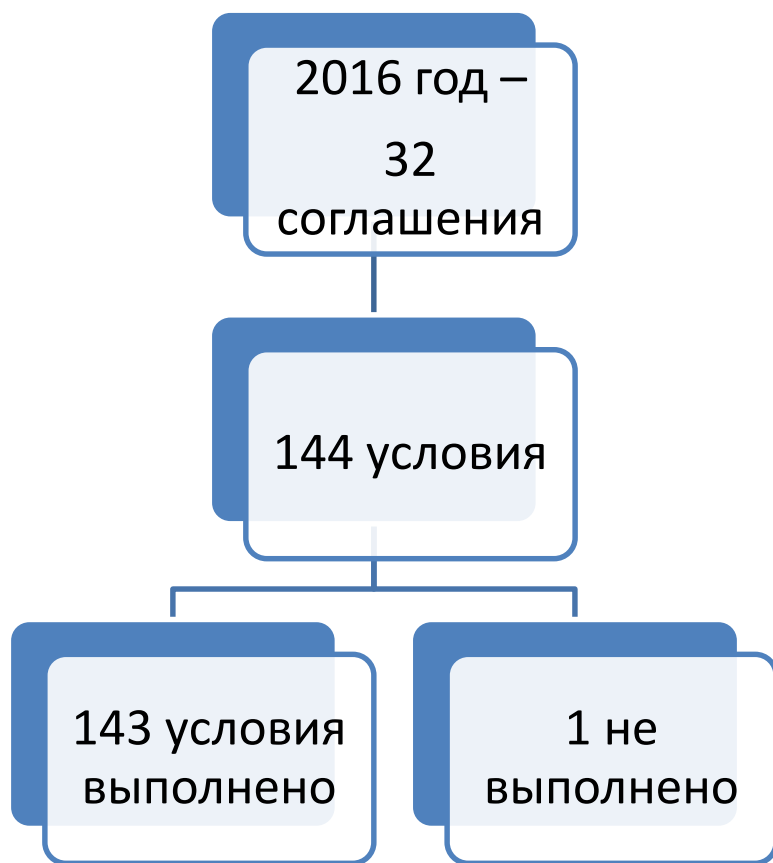 2016 год –
32
соглашения
144 условия
143 условия
выполнено
1 не
выполнено